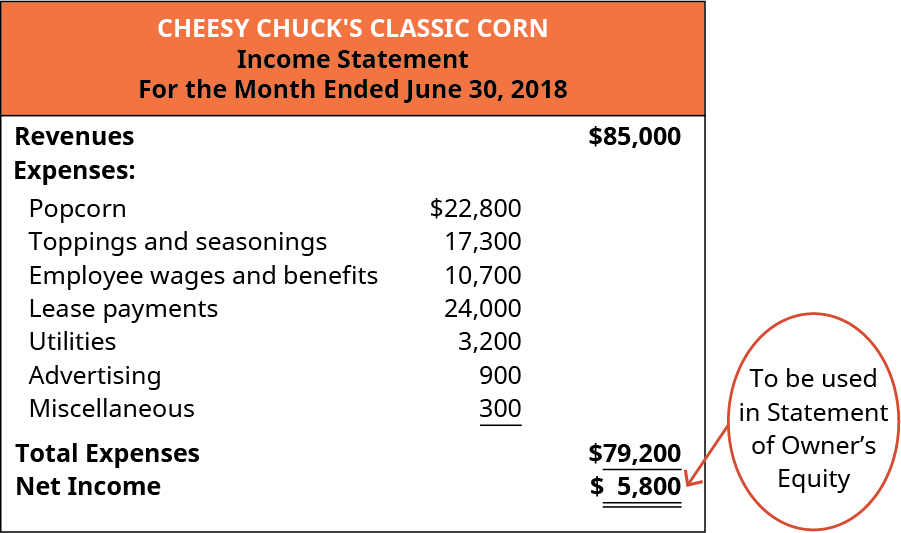 CHEESY CHUCK'S CLASSIC CORN
Income Statement
For the Month Ended June 30, 2018
Revenues $85,000
Expenses:
Popcorn $22,800
Toppings and seasonings 17,300
Employee wages and benefits 10,700
Lease payments 24,000
Utilities 3,200
Advertising 900
Miscellaneous 300
Total Expenses $79,200
Net Income $ 5,800
To be used
in Statement
of Owner’s
Equity